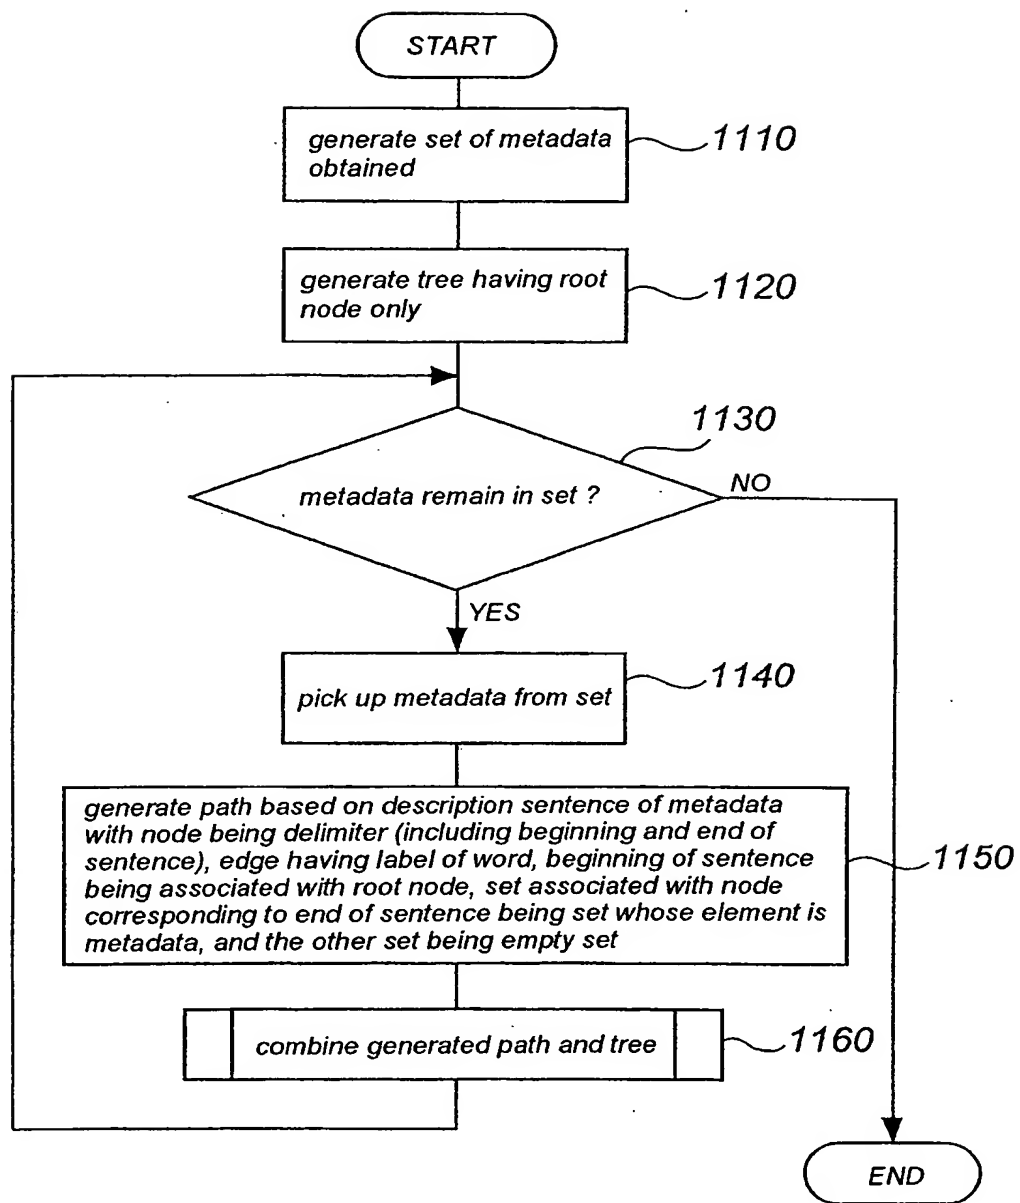 START
generate set of metadata
obtained
1110
generate tree having root
node only
1120
1130
metadata remain in set ?
NO
YES
pick up metadata from set
1140
generate path based on description sentence of metadata
with node being delimiter (including beginning and end of
sentence), edge having label of word, beginning of sentence
being associated with root node, set associated with node
corresponding to end of sentence being set whose element is
metadata, and the other set being empty set
1150
combine generated path and tree
1160
END